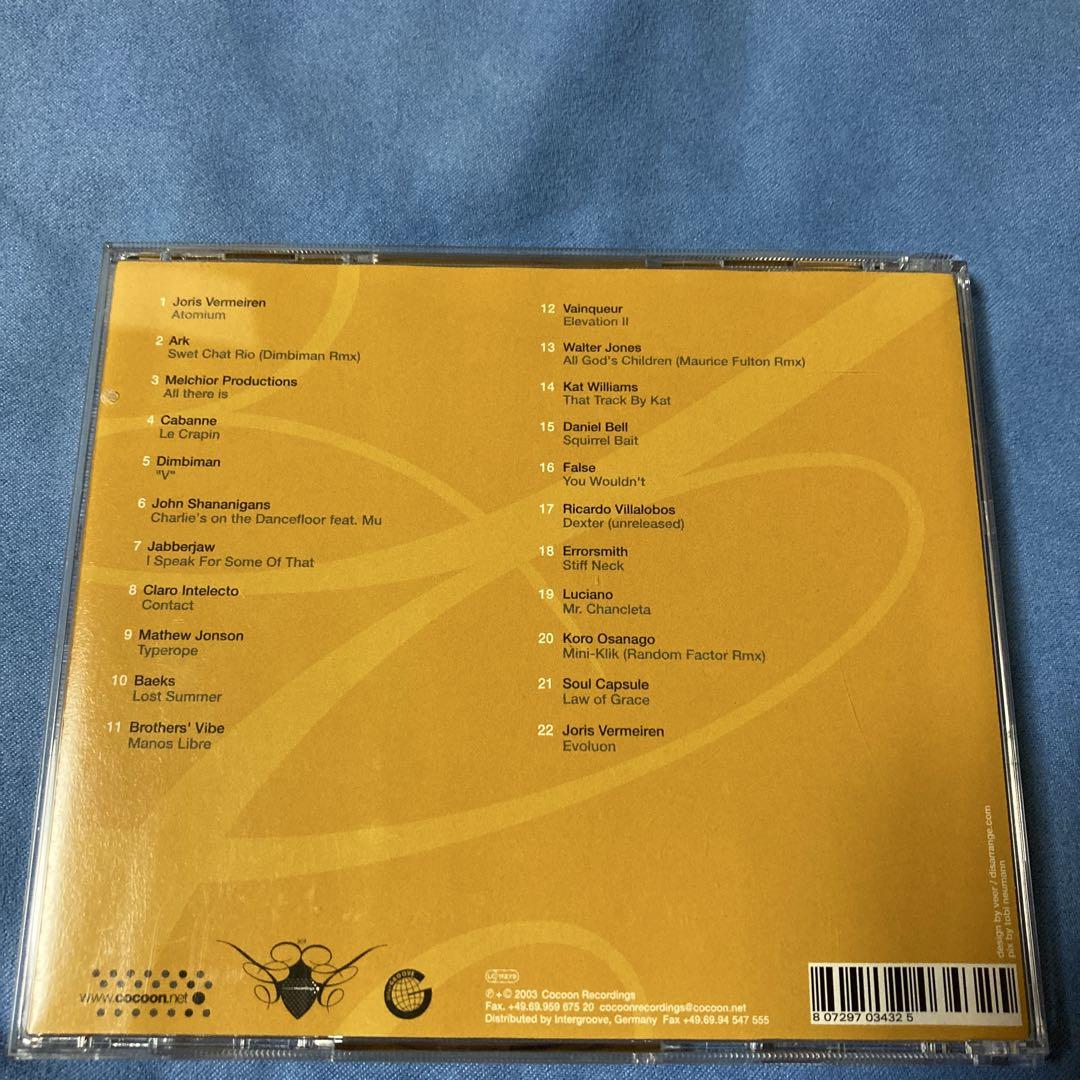 1 Joris Vermeiren
Atomium
2 Ark
Swet Chat Rio (Dimbiman Rmx)
3 Melchior Productions
All there is
4 Cabanne
Le Crapin
5 Dimbiman
"V"
6 John Shananigans
Charlie's on the Dancefloor feat. Mu
7 Jabberjaw
I Speak For Some Of That
8 Claro Intelecto
Contact
9 Mathew Jonson
Typerope
10 Baeks
Lost Summer
11 Brothers' Vibe
Manos Libre
12 Vainqueur
Elevation II
13 Walter Jones
All God's Children (Maurice Fulton Rmx)
14 Kat Williams
That Track By Kat
15 Daniel Bell
Squirrel Bait
16 False
You Wouldn't
17 Ricardo Villalobos
Dexter (unreleased)
18 Errorsmith
Stiff Neck
19 Luciano
Mr. Chancleta
20 Koro Osanago
Mini-Klik (Random Factor Rmx)
21 Soul Capsule
Law of Grace
22 Joris Vermeiren
Evoluon
design by veer / disarrange.com
pix by tobi neumann
www.cocoon.net
LC 11279
℗+© 2003 Cocoon Recordings
Fax. +49.69.959 675 20 cocoonrecordings@cocoon.net
Distributed by Intergroove, Germany Fax +49.69.94 547 555
8 07297 03432 5